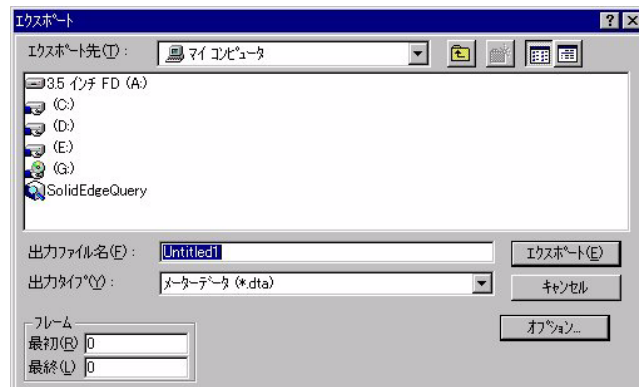 エクスポート
エクスポート先(T): マイ コンピュータ
3.5 インチ FD (A:)
(C:)
(D:)
(E:)
(G:)
SolidEdgeQuery
出力ファイル名(F): Untitled1 エクスポート(E)
出力タイプ(Y): メーターデータ (*.dta) キャンセル
フレーム オプション...
最初(R) 0
最終(L) 0